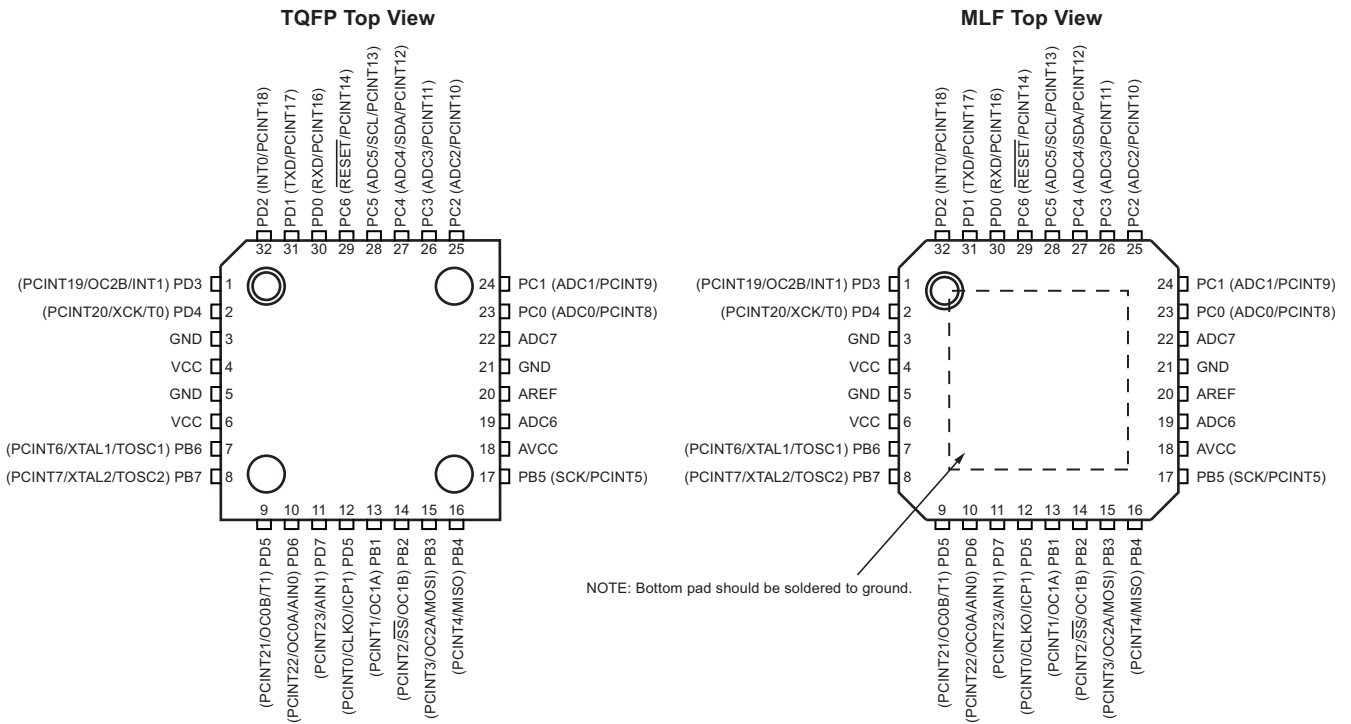 TQFP Top View
PD2 (INT0/PCINT18)
PD1 (TXD/PCINT17)
PD0 (RXD/PCINT16)
PC6 (RESET/PCINT14)
PC5 (ADC5/SCL/PCINT13)
PC4 (ADC4/SDA/PCINT12)
PC3 (ADC3/PCINT11)
PC2 (ADC2/PCINT10)
32 31 30 29 28 27 26 25
(PCINT19/OC2B/INT1) PD3 1
(PCINT20/XCK/T0) PD4 2
GND 3
VCC 4
GND 5
VCC 6
(PCINT6/XTAL1/TOSC1) PB6 7
(PCINT7/XTAL2/TOSC2) PB7 8
24 PC1 (ADC1/PCINT9)
23 PC0 (ADC0/PCINT8)
22 ADC7
21 GND
20 AREF
19 ADC6
18 AVCC
17 PB5 (SCK/PCINT5)
9 10 11 12 13 14 15 16
(PCINT21/OC0B/T1) PD5
(PCINT22/OC0A/AIN0) PD6
(PCINT23/AIN1) PD7
(PCINT0/CLKO/ICP1) PD5
(PCINT1/OC1A) PB1
(PCINT2/SS/OC1B) PB2
(PCINT3/OC2A/MOSI) PB3
(PCINT4/MISO) PB4
MLF Top View
PD2 (INT0/PCINT18)
PD1 (TXD/PCINT17)
PD0 (RXD/PCINT16)
PC6 (RESET/PCINT14)
PC5 (ADC5/SCL/PCINT13)
PC4 (ADC4/SDA/PCINT12)
PC3 (ADC3/PCINT11)
PC2 (ADC2/PCINT10)
32 31 30 29 28 27 26 25
(PCINT19/OC2B/INT1) PD3 1
(PCINT20/XCK/T0) PD4 2
GND 3
VCC 4
GND 5
VCC 6
(PCINT6/XTAL1/TOSC1) PB6 7
(PCINT7/XTAL2/TOSC2) PB7 8
24 PC1 (ADC1/PCINT9)
23 PC0 (ADC0/PCINT8)
22 ADC7
21 GND
20 AREF
19 ADC6
18 AVCC
17 PB5 (SCK/PCINT5)
9 10 11 12 13 14 15 16
(PCINT21/OC0B/T1) PD5
(PCINT22/OC0A/AIN0) PD6
(PCINT23/AIN1) PD7
(PCINT0/CLKO/ICP1) PD5
(PCINT1/OC1A) PB1
(PCINT2/SS/OC1B) PB2
(PCINT3/OC2A/MOSI) PB3
(PCINT4/MISO) PB4
NOTE: Bottom pad should be soldered to ground.